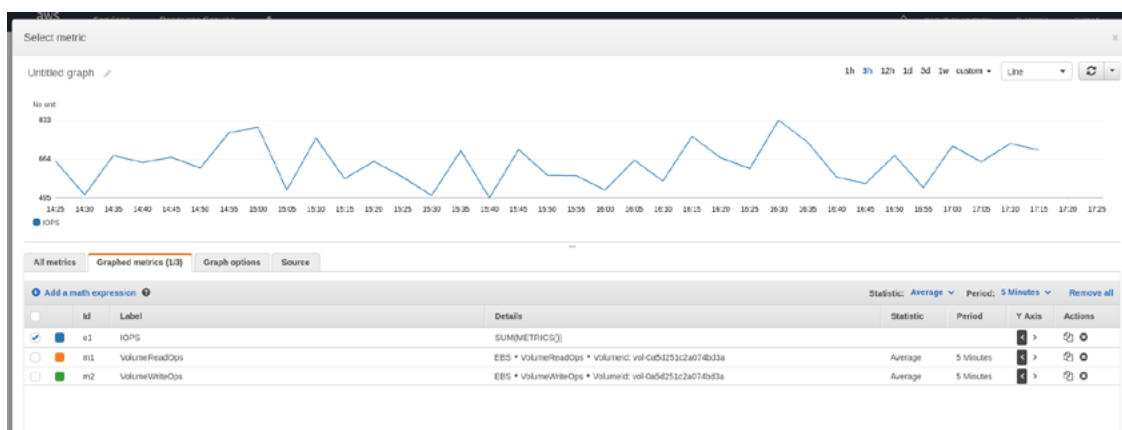 aws
Select metric
Untitled graph
1h 3h 12h 1d 3d 1w custom Line
No unit
833
664
495
14:25 14:30 14:35 14:40 14:45 14:50 14:55 15:00 15:05 15:10 15:15 15:20 15:25 15:30 15:35 15:40 15:45 15:50 15:55 16:00 16:05 16:10 16:15 16:20 16:25 16:30 16:35 16:40 16:45 16:50 16:55 17:00 17:05 17:10 17:15 17:20 17:25
IOPS
All metrics Graphed metrics (1/3) Graph options Source
Add a math expression Statistic: Average Period: 5 Minutes Remove all
Id Label Details Statistic Period Y Axis Actions
e1 IOPS SUM(METRICS())
m1 VolumeReadOps EBS • VolumeReadOps • VolumeId: vol-0a5d251c2a074bd3a Average 5 Minutes
m2 VolumeWriteOps EBS • VolumeWriteOps • VolumeId: vol-0a5d251c2a074bd3a Average 5 Minutes